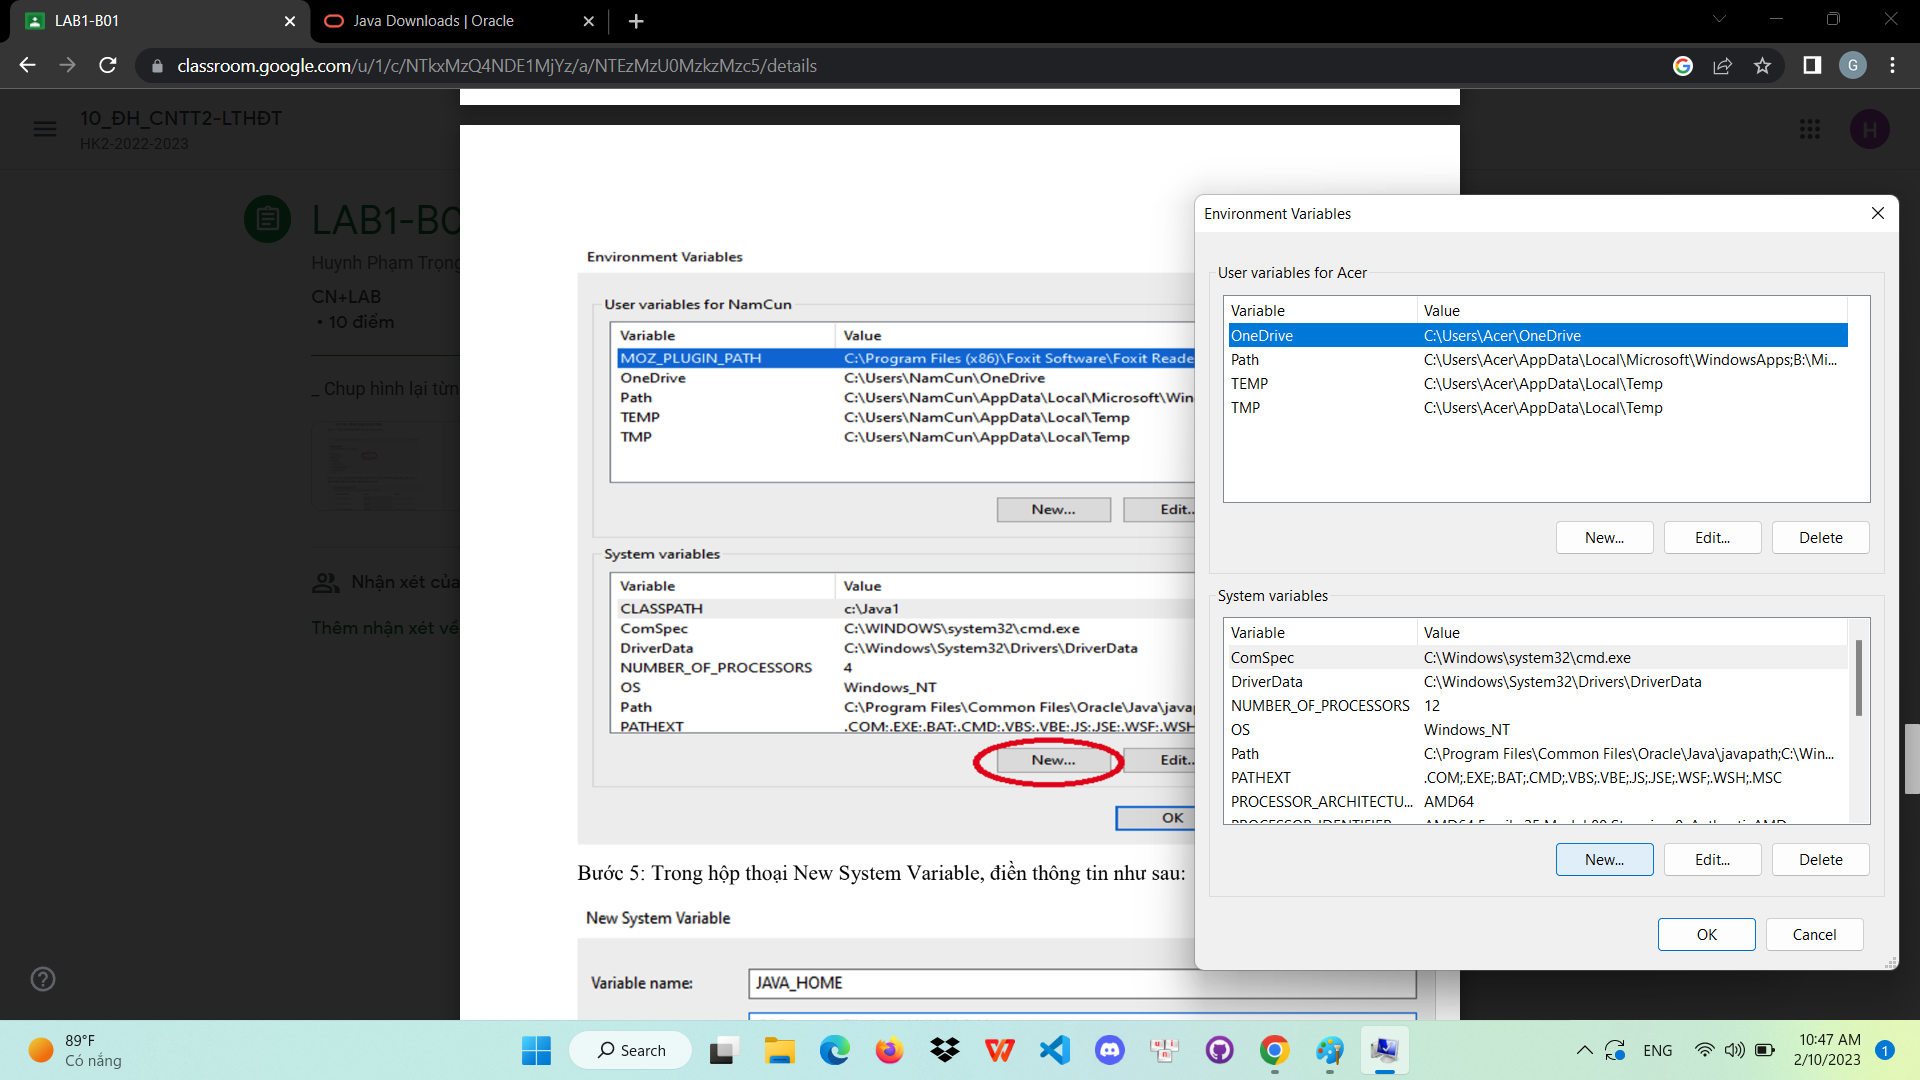 LAB1-B01
Java Downloads | Oracle
classroom.google.com/u/1/c/NTkxMzQ4NDE1MjYz/a/NTEzMzU0MzkzMzc5/details
G
10_ĐH_CNTT2-LTHĐT
HK2-2022-2023
H
LAB1-B0
Huynh Phạm Trọng
CN+LAB
• 10 điểm
_ Chụp hình lại từn
Nhận xét của
Thêm nhận xét về
Environment Variables
User variables for NamCun
Variable Value
MOZ_PLUGIN_PATH C:\Program Files (x86)\Foxit Software\Foxit Reade
OneDrive C:\Users\NamCun\OneDrive
Path C:\Users\NamCun\AppData\Local\Microsoft\Win
TEMP C:\Users\NamCun\AppData\Local\Temp
TMP C:\Users\NamCun\AppData\Local\Temp
New... Edit..
System variables
Variable Value
CLASSPATH c:\Java1
ComSpec C:\WINDOWS\system32\cmd.exe
DriverData C:\Windows\System32\Drivers\DriverData
NUMBER_OF_PROCESSORS 4
OS Windows_NT
Path C:\Program Files\Common Files\Oracle\Java\javap
PATHEXT .COM;.EXE;.BAT;.CMD;.VBS;.VBE;.JS;.JSE;.WSF;.WSH
New... Edit..
OK
Bước 5: Trong hộp thoại New System Variable, điền thông tin như sau:
New System Variable
Variable name: JAVA_HOME
Environment Variables
User variables for Acer
Variable Value
OneDrive C:\Users\Acer\OneDrive
Path C:\Users\Acer\AppData\Local\Microsoft\WindowsApps;B:\Mi...
TEMP C:\Users\Acer\AppData\Local\Temp
TMP C:\Users\Acer\AppData\Local\Temp
New... Edit... Delete
System variables
Variable Value
ComSpec C:\Windows\system32\cmd.exe
DriverData C:\Windows\System32\Drivers\DriverData
NUMBER_OF_PROCESSORS 12
OS Windows_NT
Path C:\Program Files\Common Files\Oracle\Java\javapath;C:\Win...
PATHEXT .COM;.EXE;.BAT;.CMD;.VBS;.VBE;.JS;.JSE;.WSF;.WSH;.MSC
PROCESSOR_ARCHITECTU... AMD64
New... Edit... Delete
OK Cancel
89°F
Có nắng
Search
ENG
10:47 AM
2/10/2023
1